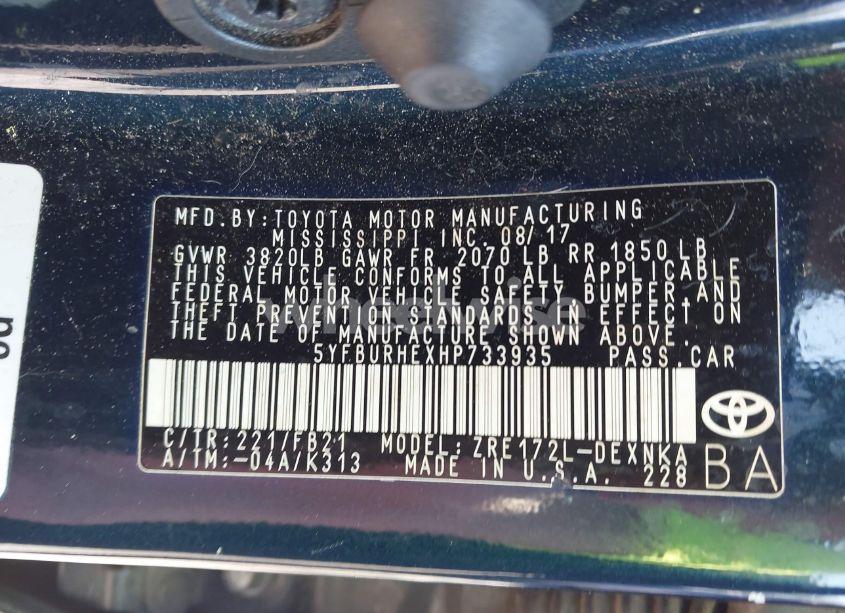 MFD.BY:TOYOTA MOTOR MANUFACTURING
MISSISSIPPI,INC. 08/17
GVWR 3820LB GAWR FR 2070 LB RR 1850 LB
THIS VEHICLE CONFORMS TO ALL APPLICABLE
FEDERAL MOTOR VEHICLE SAFETY, BUMPER,AND
THEFT PREVENTION STANDARDS IN EFFECT ON
THE DATE OF MANUFACTURE SHOWN ABOVE.
5YFBURHEXHP733935 PASS.CAR
C/TR:221/FB21 MODEL:ZRE172L-DEXNKA
A/TM:-04A/K313 MADE IN U.S.A. 228
BA